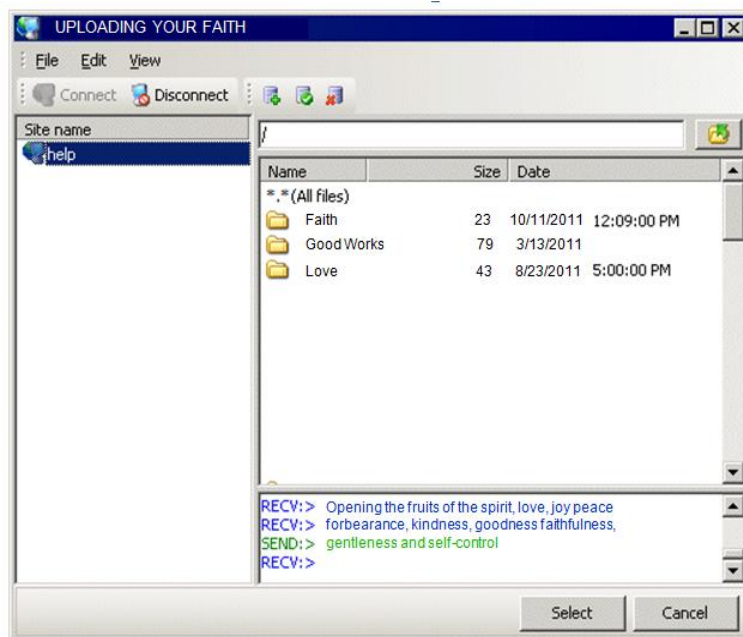 UPLOADING YOUR FAITH
File Edit View
Connect Disconnect
Site name
help
/
Name Size Date
*.* (All files)
Faith 23 10/11/2011 12:09:00 PM
Good Works 79 3/13/2011
Love 43 8/23/2011 5:00:00 PM
RECV:> Opening the fruits of the spirit, love, joy peace
RECV:> forbearance, kindness, goodness faithfulness,
SEND:> gentleness and self-control
RECV:>
Select Cancel